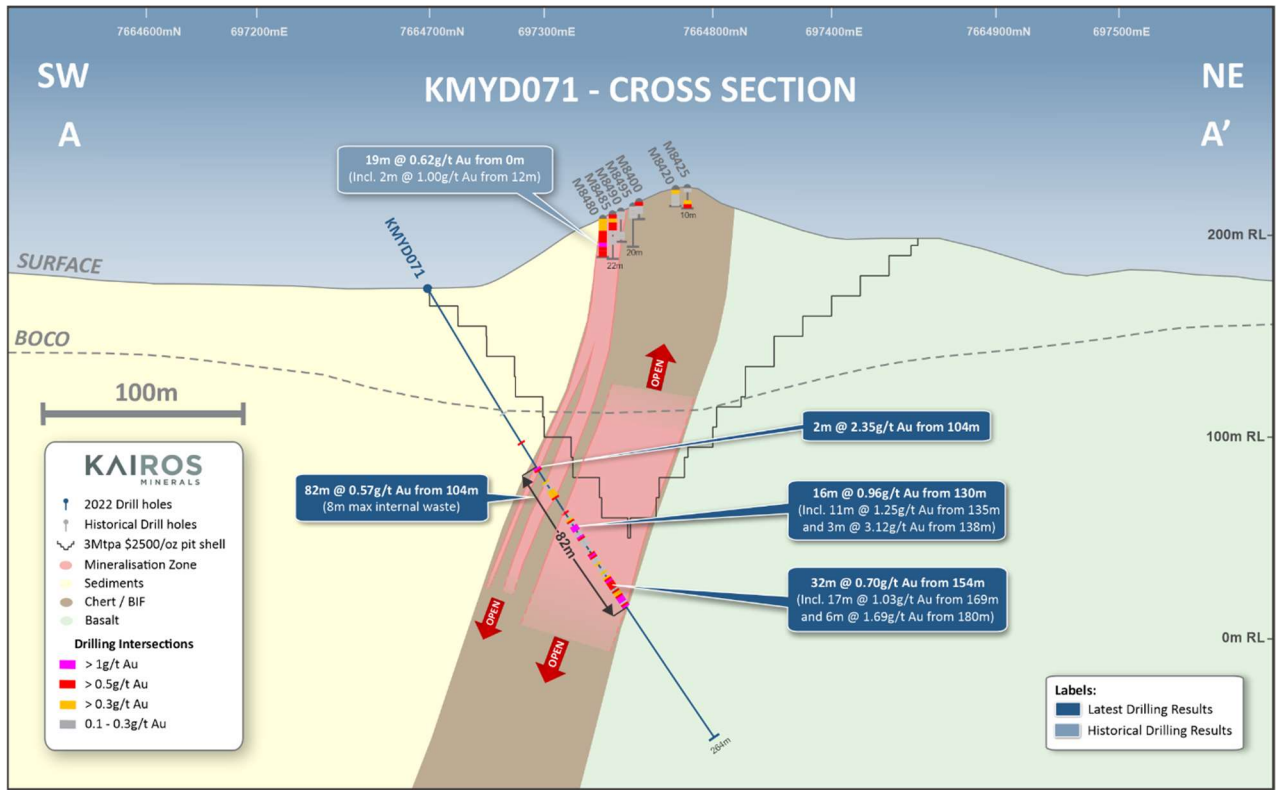 7664600mN
697200mE
7664700mN
697300mE
7664800mN
697400mE
7664900mN
697500mE
SW
A
KMYD071 - CROSS SECTION
NE
A’
19m @ 0.62g/t Au from 0m
(Incl. 2m @ 1.00g/t Au from 12m)
M8480
M8485
M8490
M8495
M8400
M8420
M8425
10m
20m
22m
KMYD071
200m RL
SURFACE
BOCO
100m
100m RL
2m @ 2.35g/t Au from 104m
82m @ 0.57g/t Au from 104m
(8m max internal waste)
16m @ 0.96g/t Au from 130m
(Incl. 11m @ 1.25g/t Au from 135m
and 3m @ 3.12g/t Au from 138m)
82m
32m @ 0.70g/t Au from 154m
(Incl. 17m @ 1.03g/t Au from 169m
and 6m @ 1.69g/t Au from 180m)
OPEN
OPEN
OPEN
0m RL
264m
KAIROS
MINERALS
2022 Drill holes
Historical Drill holes
3Mtpa $2500/oz pit shell
Mineralisation Zone
Sediments
Chert / BIF
Basalt
Drilling Intersections
> 1g/t Au
> 0.5g/t Au
> 0.3g/t Au
0.1 - 0.3g/t Au
Labels:
Latest Drilling Results
Historical Drilling Results